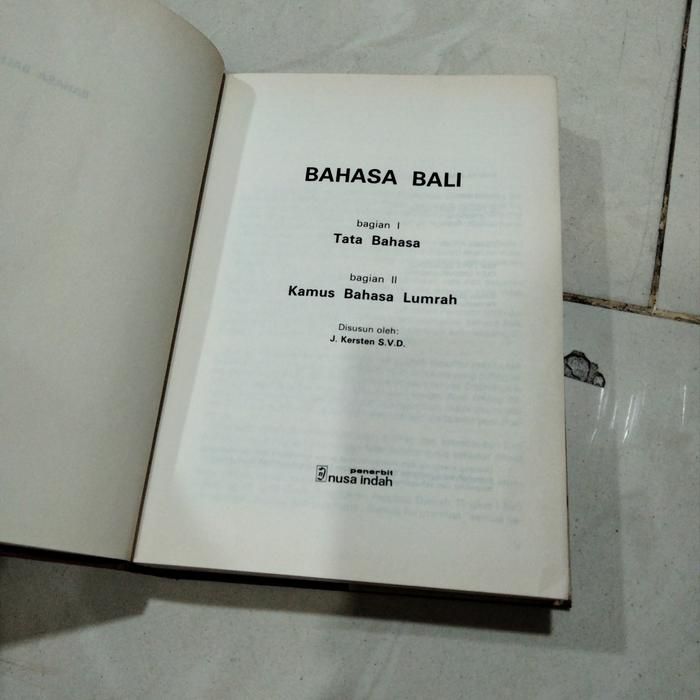 BAHASA BALI
bagian I
Tata Bahasa
bagian II
Kamus Bahasa Lumrah
Disusun oleh:
J. Kersten S.V.D.
penerbit
nusa indah